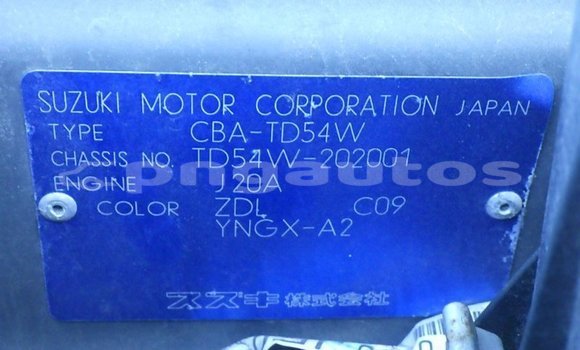 SUZUKI MOTOR CORPORATION JAPAN
TYPE CBA-TD54W
CHASSIS NO. TD54W-202001
ENGINE J20A
COLOR ZDL C09
YNGX-A2
スズキ株式会社
pngautos